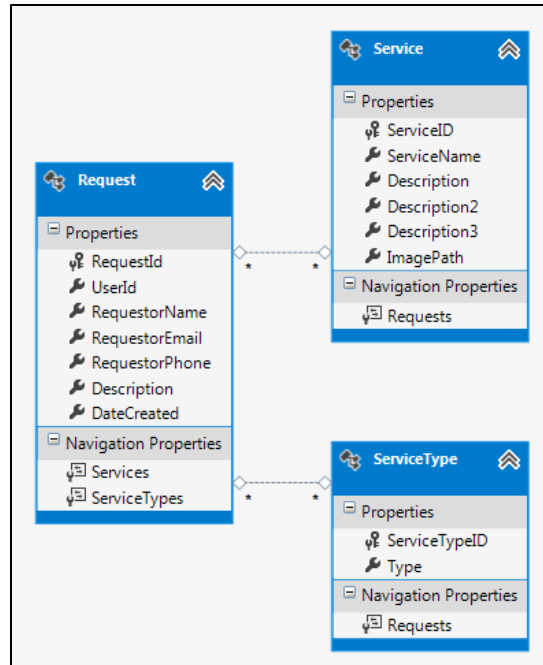 Request
Properties
RequestId
UserId
RequestorName
RequestorEmail
RequestorPhone
Description
DateCreated
Navigation Properties
Services
ServiceTypes
*
*
*
*
Service
Properties
ServiceID
ServiceName
Description
Description2
Description3
ImagePath
Navigation Properties
Requests
ServiceType
Properties
ServiceTypeID
Type
Navigation Properties
Requests